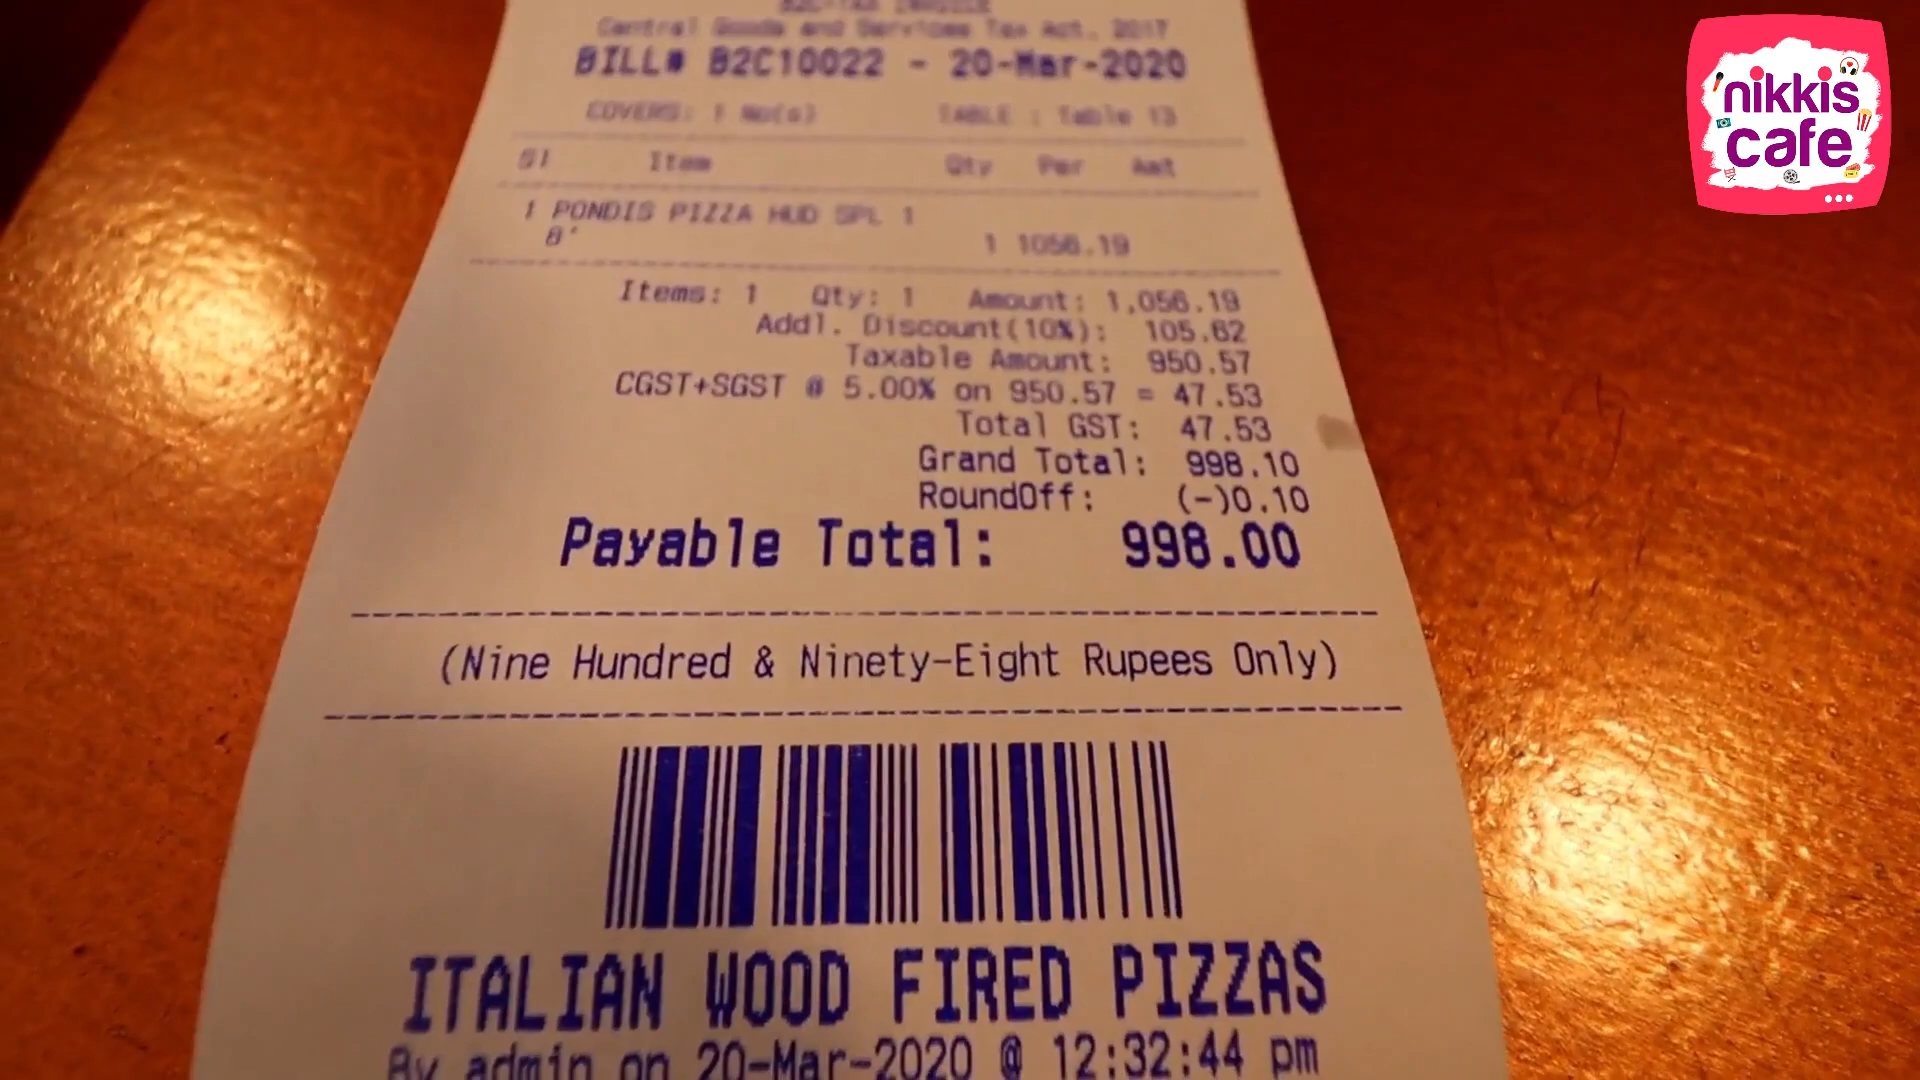 B2C-TAX INVOICE
Central Goods and Services Tax Act, 2017
BILL# B2C10022 - 20-Mar-2020
COVERS: 1 No(s) TABLE : Table 13
Sl Item Qty Per Amt
1 PONDIS PIZZA HUD SPL 1
8' 1 1056.19
Items: 1 Qty: 1 Amount: 1,056.19
Addl. Discount(10%): 105.62
Taxable Amount: 950.57
CGST+SGST @ 5.00% on 950.57 = 47.53
Total GST: 47.53
Grand Total: 998.10
RoundOff: (-)0.10
Payable Total: 998.00
(Nine Hundred & Ninety-Eight Rupees Only)
ITALIAN WOOD FIRED PIZZAS
By admin on 20-Mar-2020 @ 12:32:44 pm
nikkis
cafe